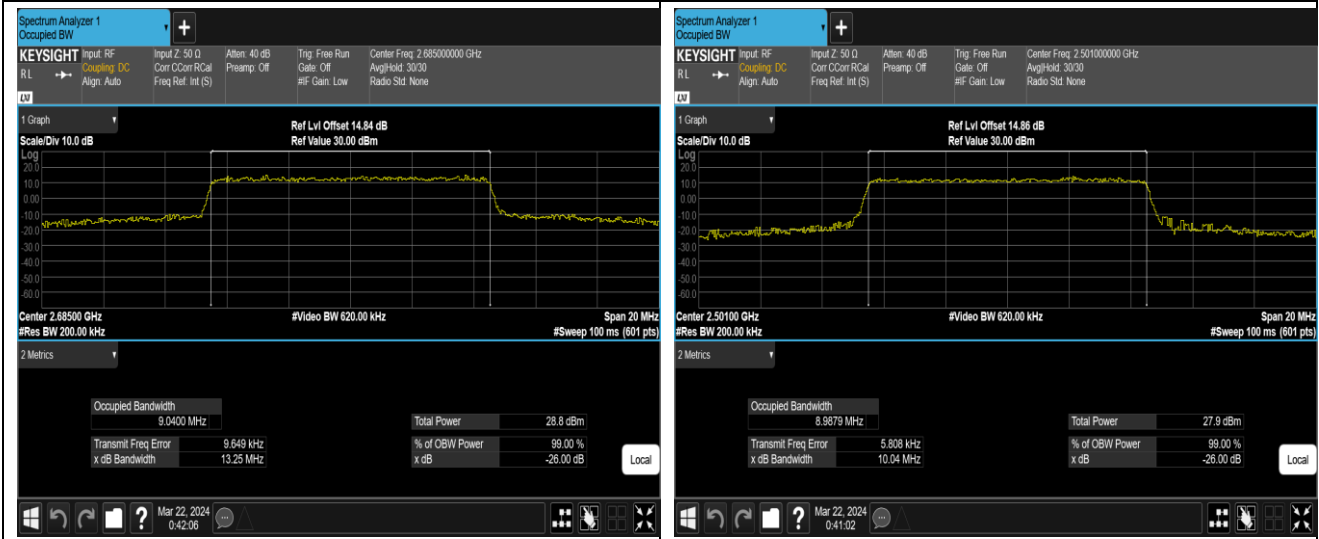 Spectrum Analyzer 1
Occupied BW
+
KEYSIGHT Input: RF Input Z: 50 Ω Atten: 40 dB Trig: Free Run Center Freq: 2.685000000 GHz
RL Coupling: DC Corr CCorr RCal Preamp: Off Gate: Off Avg|Hold: 30/30
Align: Auto Freq Ref: Int (S) #IF Gain: Low Radio Std: None
LXI
1 Graph
Ref Lvl Offset 14.84 dB
Scale/Div 10.0 dB Ref Value 30.00 dBm
Log
20.0
10.0
0.00
-10.0
-20.0
-30.0
-40.0
-50.0
-60.0
Center 2.68500 GHz #Video BW 620.00 kHz Span 20 MHz
#Res BW 200.00 kHz #Sweep 100 ms (601 pts)
2 Metrics
Occupied Bandwidth
9.0400 MHz Total Power 28.8 dBm
Transmit Freq Error 9.649 kHz % of OBW Power 99.00 %
x dB Bandwidth 13.25 MHz x dB -26.00 dB
Local
? Mar 22, 2024
0:42:06
Spectrum Analyzer 1
Occupied BW
+
KEYSIGHT Input: RF Input Z: 50 Ω Atten: 40 dB Trig: Free Run Center Freq: 2.501000000 GHz
RL Coupling: DC Corr CCorr RCal Preamp: Off Gate: Off Avg|Hold: 30/30
Align: Auto Freq Ref: Int (S) #IF Gain: Low Radio Std: None
LXI
1 Graph
Ref Lvl Offset 14.86 dB
Scale/Div 10.0 dB Ref Value 30.00 dBm
Log
20.0
10.0
0.00
-10.0
-20.0
-30.0
-40.0
-50.0
-60.0
Center 2.50100 GHz #Video BW 620.00 kHz Span 20 MHz
#Res BW 200.00 kHz #Sweep 100 ms (601 pts)
2 Metrics
Occupied Bandwidth
8.9879 MHz Total Power 27.9 dBm
Transmit Freq Error 5.808 kHz % of OBW Power 99.00 %
x dB Bandwidth 10.04 MHz x dB -26.00 dB
Local
? Mar 22, 2024
0:41:02